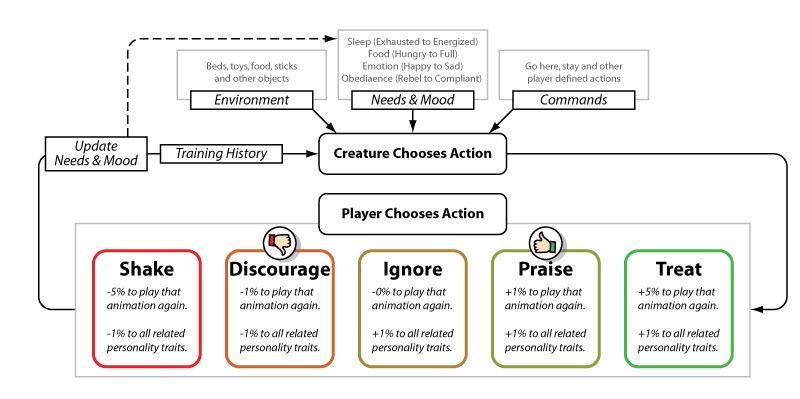 Sleep (Exhausted to Energized)
Food (Hungry to Full)
Emotion (Happy to Sad)
Obediaence (Rebel to Compliant)
Needs & Mood
Beds, toys, food, sticks
and other objects
Environment
Go here, stay and other
player defined actions
Commands
Update
Needs & Mood
Training History
Creature Chooses Action
Player Chooses Action
Shake
-5% to play that
animation again.
-1% to all related
personality traits.
Discourage
-1% to play that
animation again.
-1% to all related
personality traits.
Ignore
-0% to play that
animation again.
+1% to all related
personality traits.
Praise
+1% to play that
animation again.
+1% to all related
personality traits.
Treat
+5% to play that
animation again.
+1% to all related
personality traits.